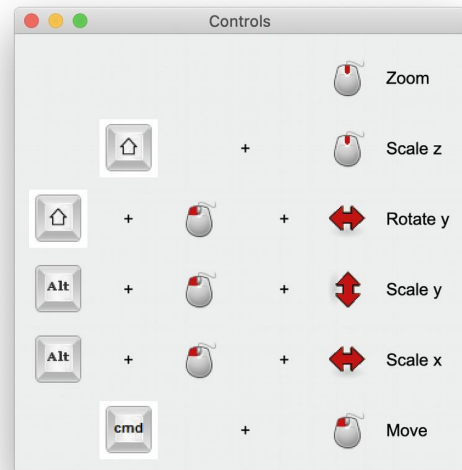 Controls
Zoom
+ Scale z
+ + Rotate y
Alt + + Scale y
Alt + + Scale x
cmd + Move